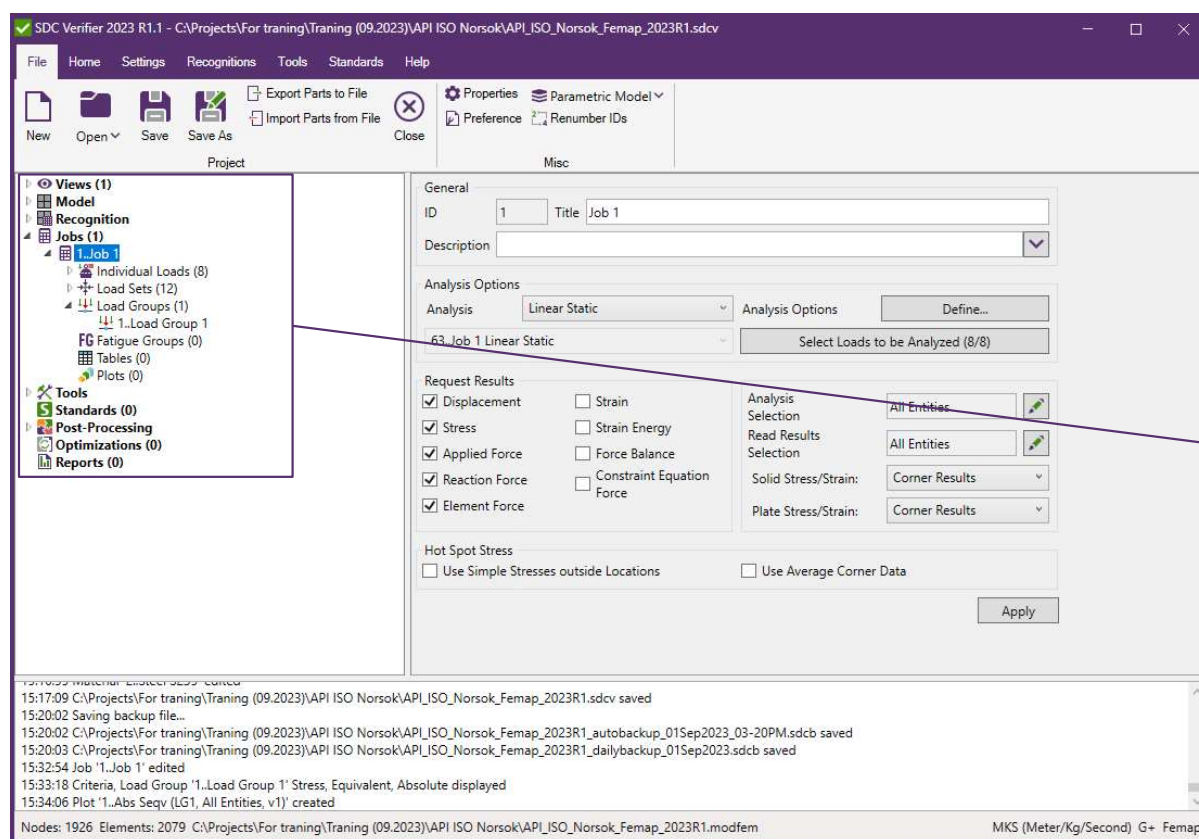 SDC Verifier 2023 R1.1 - C:\Projects\For traning\Traning (09.2023)\API ISO Norsok\API_ISO_Norsok_Femap_2023R1.sdcv
File Home Settings Recognitions Tools Standards Help
New Open Save Save As Export Parts to File Import Parts from File Close Properties Preference Parametric Model Renumber IDs
Project Misc
Views (1)
Model
Recognition
Jobs (1)
1..Job 1
Individual Loads (8)
Load Sets (12)
Load Groups (1)
1..Load Group 1
FG Fatigue Groups (0)
Tables (0)
Plots (0)
Tools
Standards (0)
Post-Processing
Optimizations (0)
Reports (0)
General
ID 1 Title Job 1
Description
Analysis Options
Analysis Linear Static Analysis Options Define...
63..Job 1 Linear Static Select Loads to be Analyzed (8/8)
Request Results
Displacement
Stress
Applied Force
Reaction Force
Element Force
Strain
Strain Energy
Force Balance
Constraint Equation
Force
Analysis
Selection
All Entities
Read Results
Selection
All Entities
Solid Stress/Strain: Corner Results
Plate Stress/Strain: Corner Results
Hot Spot Stress
Use Simple Stresses outside Locations Use Average Corner Data
Apply
15:17:09 C:\Projects\For traning\Traning (09.2023)\API ISO Norsok\API_ISO_Norsok_Femap_2023R1.sdcv saved
15:20:02 Saving backup file...
15:20:02 C:\Projects\For traning\Traning (09.2023)\API ISO Norsok\API_ISO_Norsok_Femap_2023R1_autobackup_01Sep2023_03-20PM.sdcb saved
15:20:03 C:\Projects\For traning\Traning (09.2023)\API ISO Norsok\API_ISO_Norsok_Femap_2023R1_dailybackup_01Sep2023.sdcb saved
15:32:54 Job '1..Job 1' edited
15:33:18 Criteria, Load Group '1..Load Group 1' Stress, Equivalent, Absolute displayed
15:34:06 Plot '1..Abs Seqv (LG1, All Entities, v1)' created
Nodes: 1926 Elements: 2079 C:\Projects\For traning\Traning (09.2023)\API ISO Norsok\API_ISO_Norsok_Femap_2023R1.modfem MKS (Meter/Kg/Second) G+ Femap